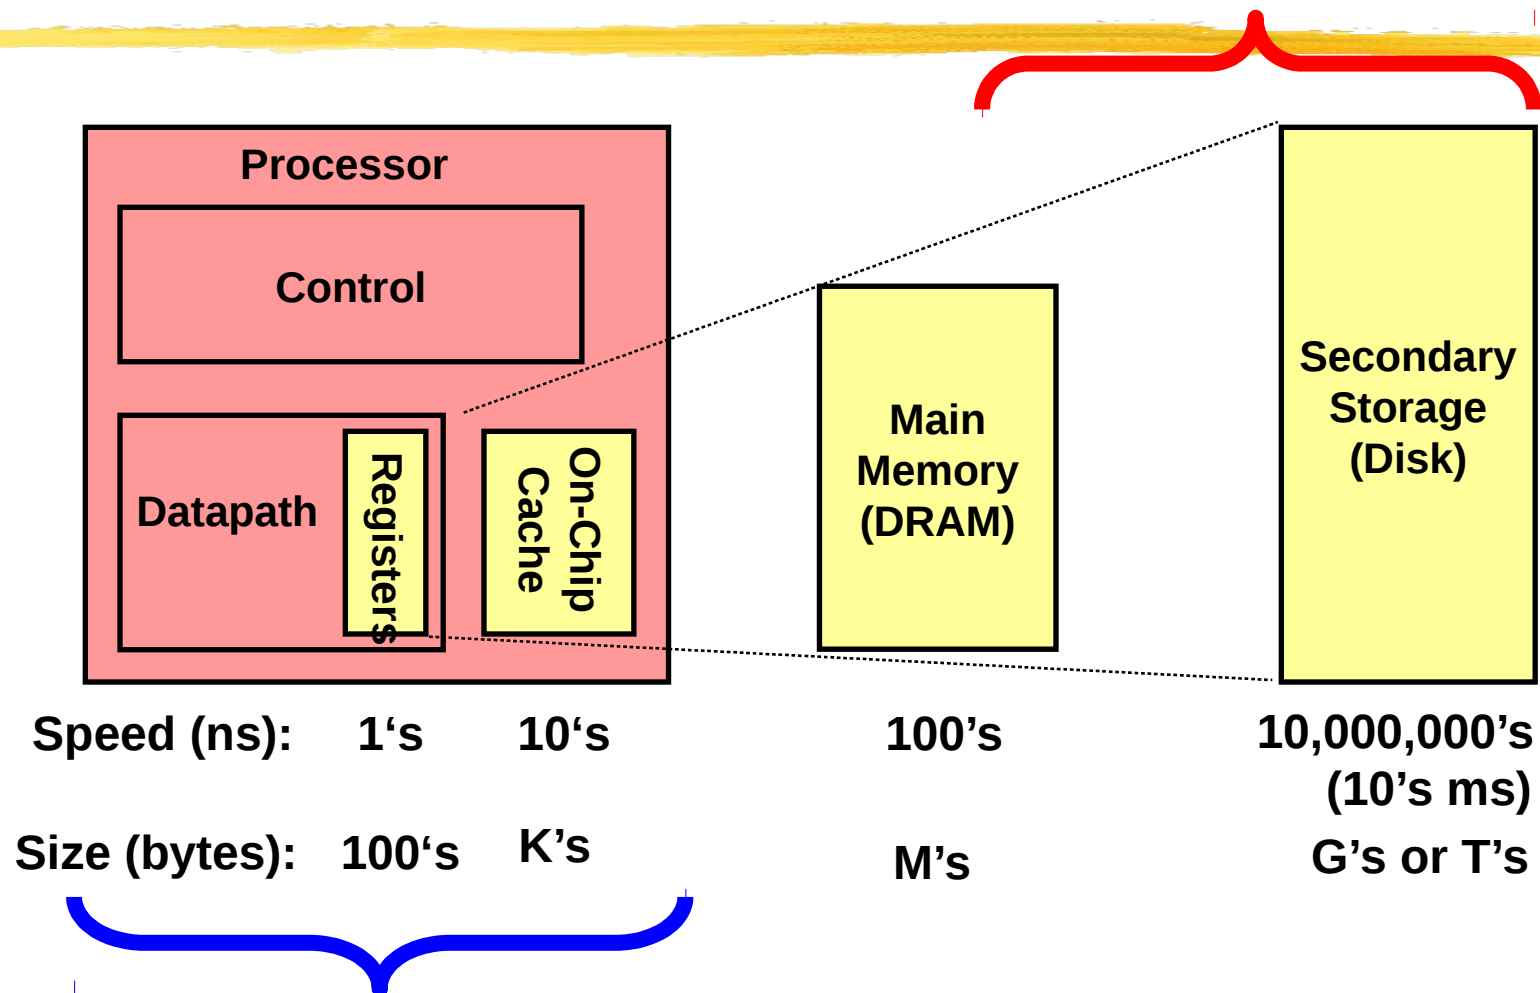 Processor
Control
Datapath
Registers
On-Chip
Cache
Main
Memory
(DRAM)
Secondary
Storage
(Disk)
Speed (ns): 1‘s 10‘s 100’s 10,000,000’s
(10’s ms)
Size (bytes): 100‘s K’s M’s G’s or T’s